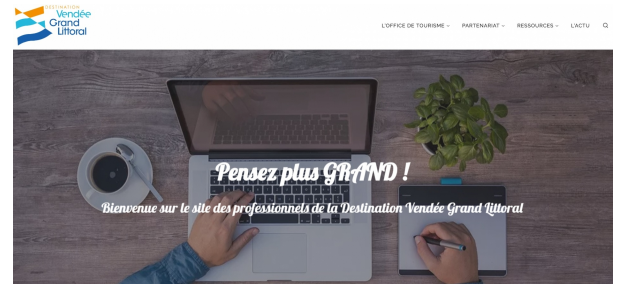 DESTINATION
Vendée
Grand
Littoral
L'OFFICE DE TOURISME
PARTENARIAT
RESSOURCES
L'ACTU
Pensez plus GRAND !
Bienvenue sur le site des professionnels de la Destination Vendée Grand Littoral